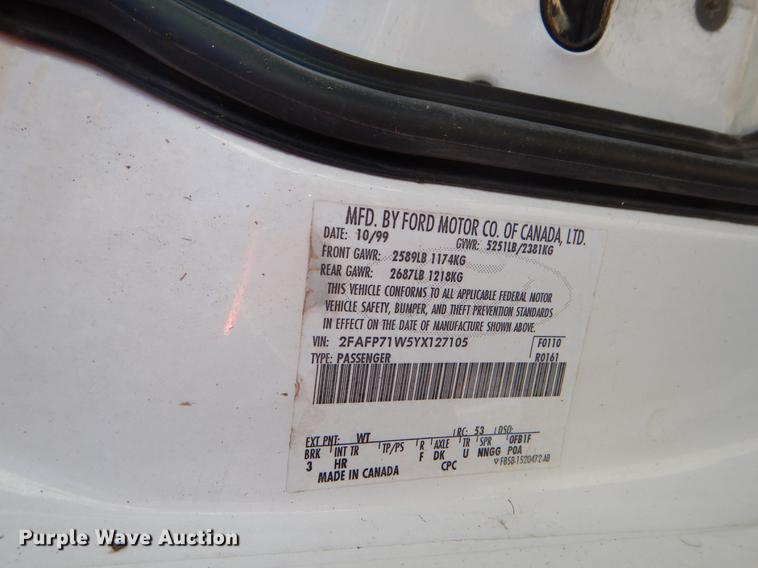 MFD. BY FORD MOTOR CO. OF CANADA, LTD.
DATE: 10/99 GVWR: 5251LB/2381KG
FRONT GAWR: 2589LB 1174KG
REAR GAWR: 2687LB 1218KG
THIS VEHICLE CONFORMS TO ALL APPLICABLE FEDERAL MOTOR
VEHICLE SAFETY, BUMPER, AND THEFT PREVENTION STANDARDS
IN EFFECT ON THE DATE OF MANUFACTURE SHOWN ABOVE.
VIN: 2FAFP71W5YX127105 F0110
TYPE: PASSENGER R0161
EXT PNT: WT RC: 53 DSO:
BRK INT TR TP/PS R AXLE TR SPR 0FB1F
3 HR F DK U NNGG P0A
MADE IN CANADA CPC F85B-1520472-AB
Purple Wave Auction